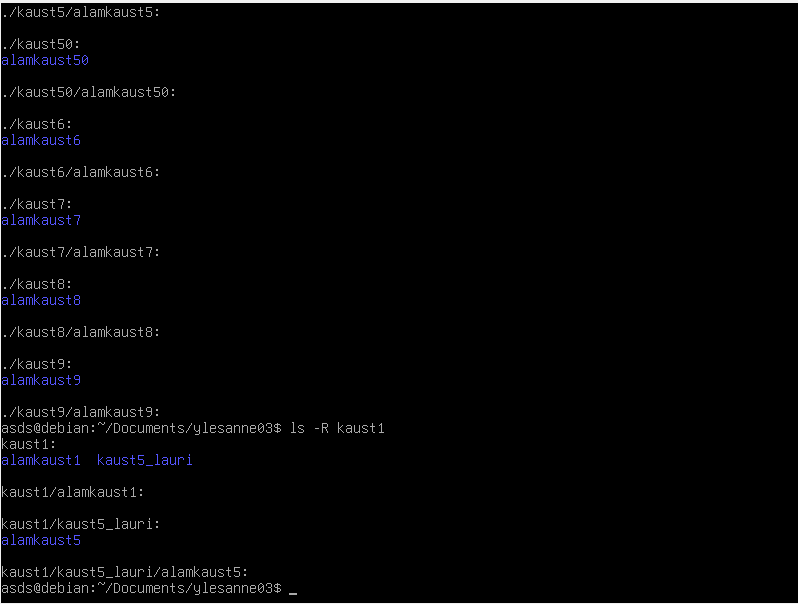 ./kaust5/alamkaust5:
./kaust50:
alamkaust50
./kaust50/alamkaust50:
./kaust6:
alamkaust6
./kaust6/alamkaust6:
./kaust7:
alamkaust7
./kaust7/alamkaust7:
./kaust8:
alamkaust8
./kaust8/alamkaust8:
./kaust9:
alamkaust9
./kaust9/alamkaust9:
asds@debian:~/Documents/ylesanne03$ ls -R kaust1
kaust1:
alamkaust1  kaust5_lauri
kaust1/alamkaust1:
kaust1/kaust5_lauri:
alamkaust5
kaust1/kaust5_lauri/alamkaust5:
asds@debian:~/Documents/ylesanne03$ _